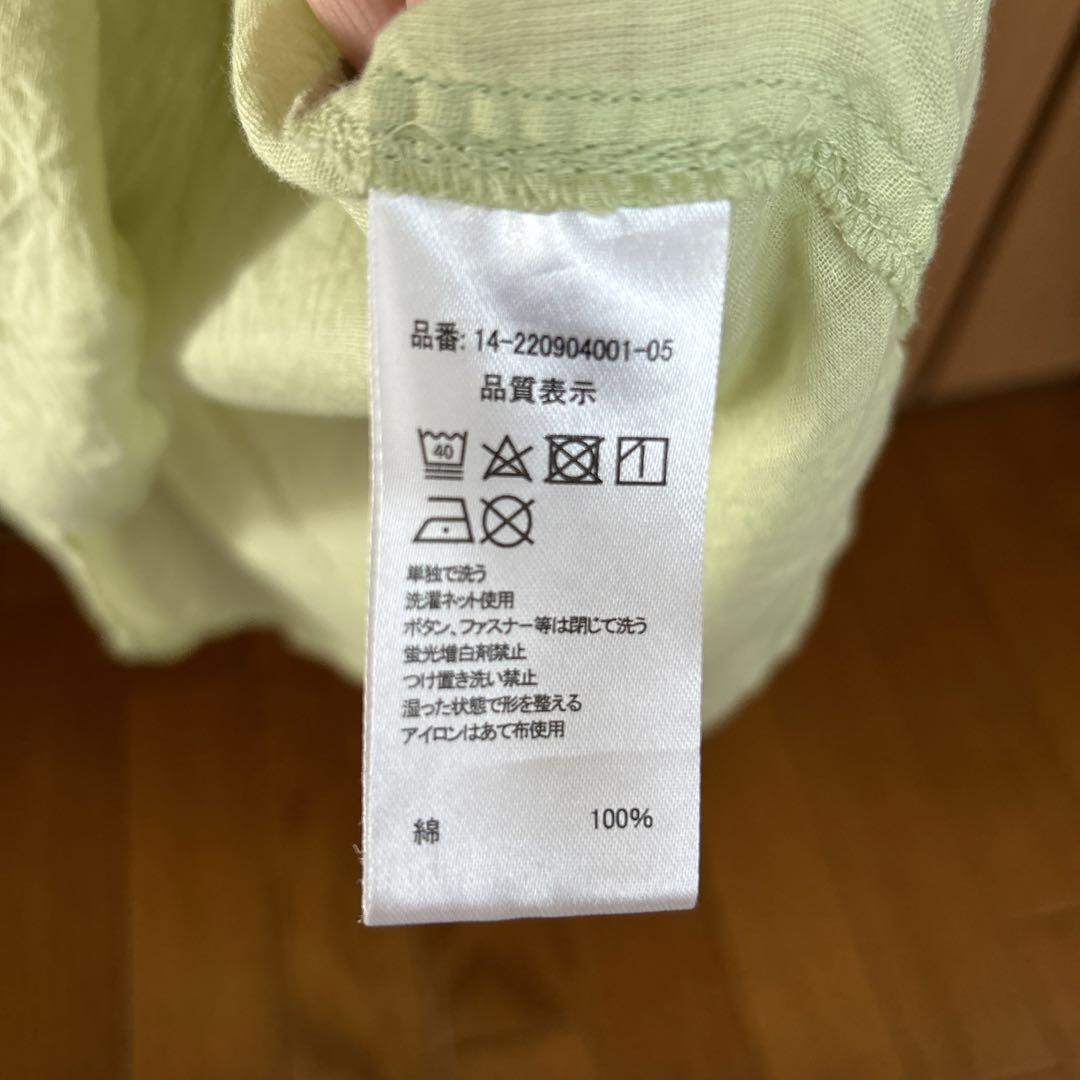 品番: 14-220904001-05
品質表示
40
単独で洗う
洗濯ネット使用
ボタン、ファスナー等は閉じて洗う
蛍光増白剤禁止
つけ置き洗い禁止
湿った状態で形を整える
アイロンはあて布使用
綿 100%